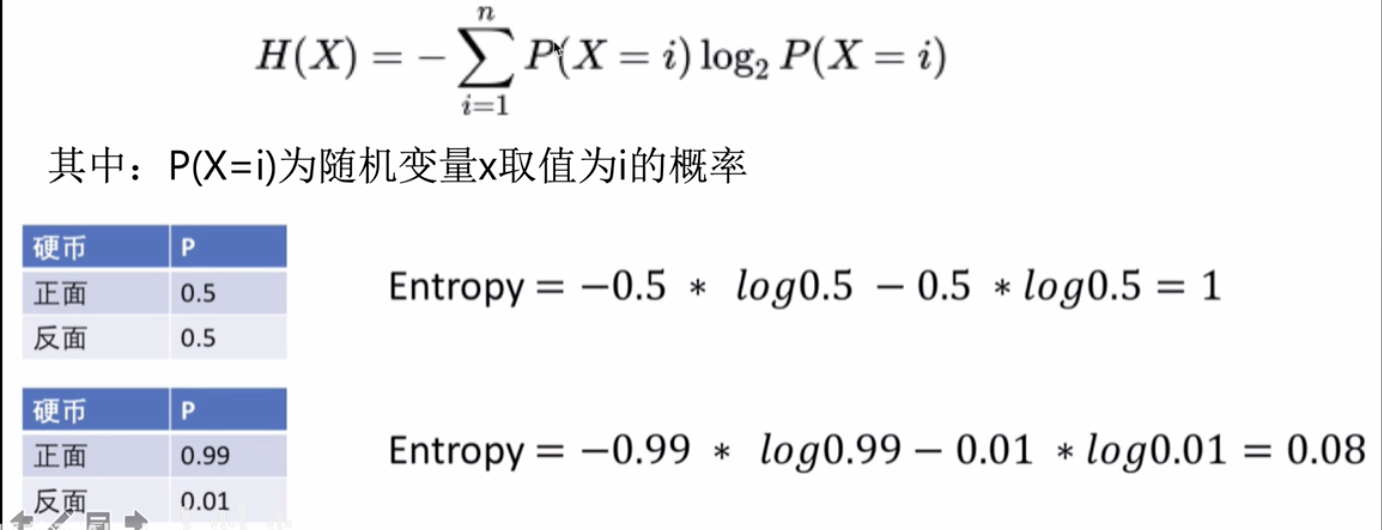 H(X) = -\sum_{i=1}^{n} P(X = i) \log_2 P(X = i)
其中：P(X=i)为随机变量x取值为i的概率
硬币 P
正面 0.5
反面 0.5
Entropy = −0.5 * log0.5 − 0.5 * log0.5 = 1
硬币 P
正面 0.99
反面 0.01
Entropy = −0.99 * log0.99 − 0.01 * log0.01 = 0.08